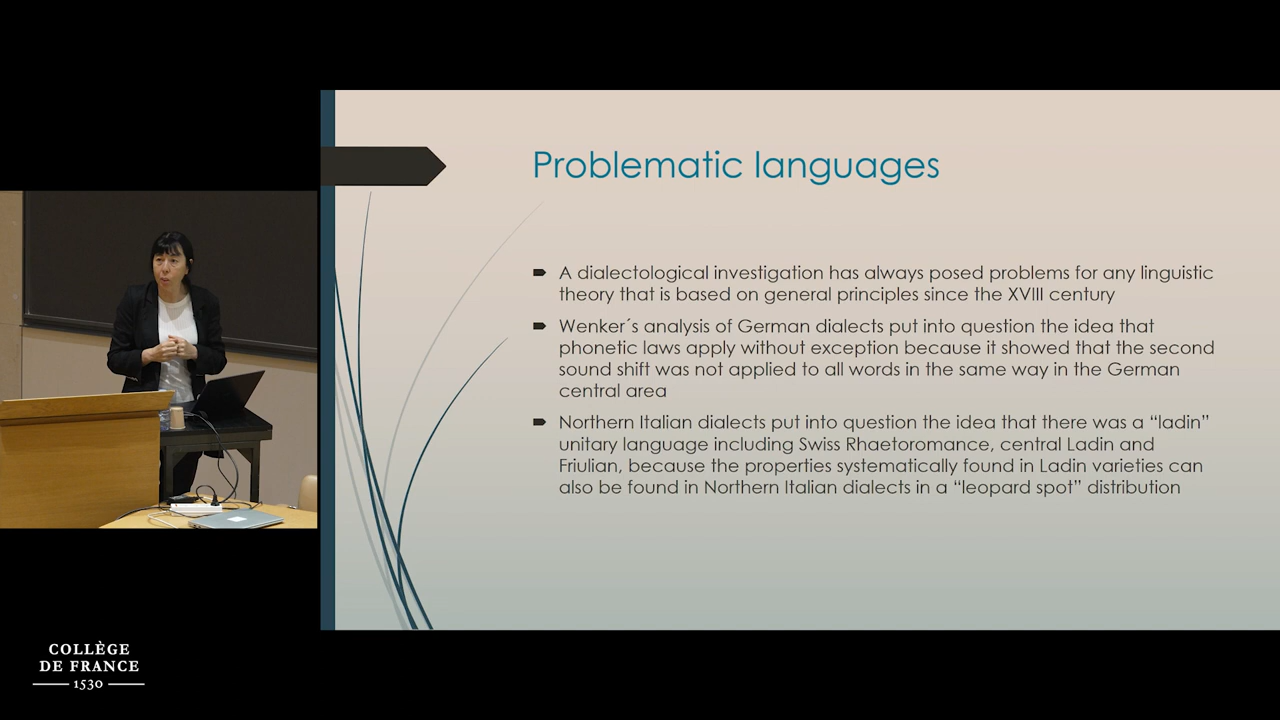 Problematic languages
A dialectological investigation has always posed problems for any linguistic
theory that is based on general principles since the XVIII century
Wenker´s analysis of German dialects put into question the idea that
phonetic laws apply without exception because it showed that the second
sound shift was not applied to all words in the same way in the German
central area
Northern Italian dialects put into question the idea that there was a “ladin”
unitary language including Swiss Rhaetoromance, central Ladin and
Friulian, because the properties systematically found in Ladin varieties can
also be found in Northern Italian dialects in a “leopard spot” distribution
COLLÈGE
DE FRANCE
1530